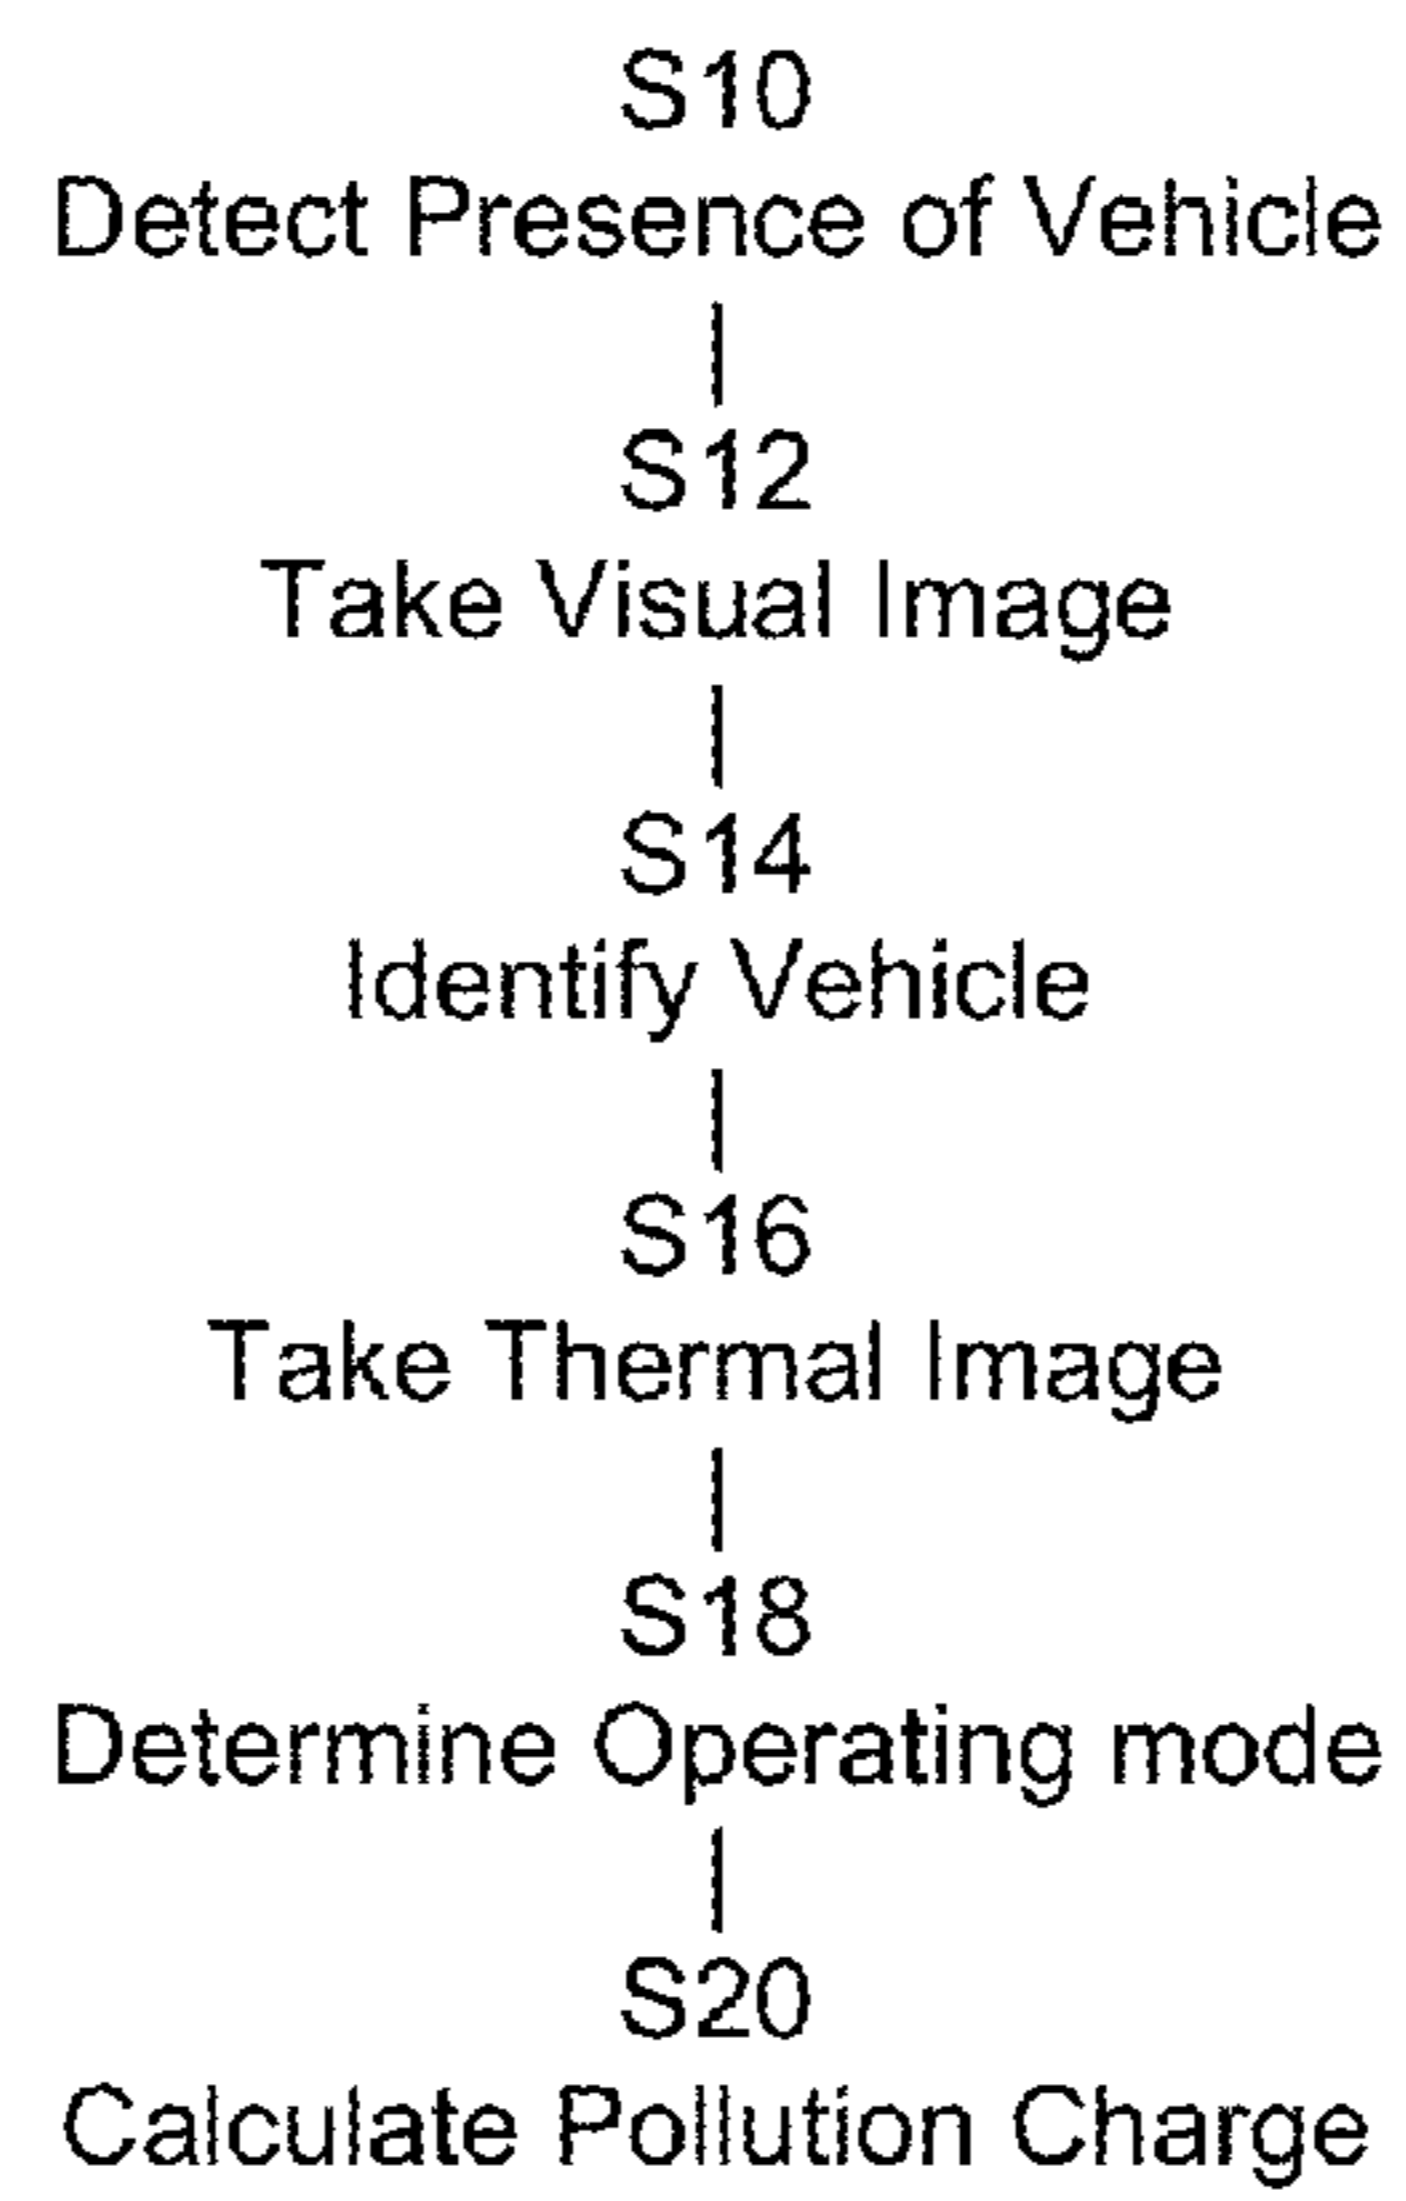 S10
Detect Presence of Vehicle
S12
Take Visual Image
S14
Identify Vehicle
S16
Take Thermal Image
S18
Determine Operating mode
S20
Calculate Pollution Charge